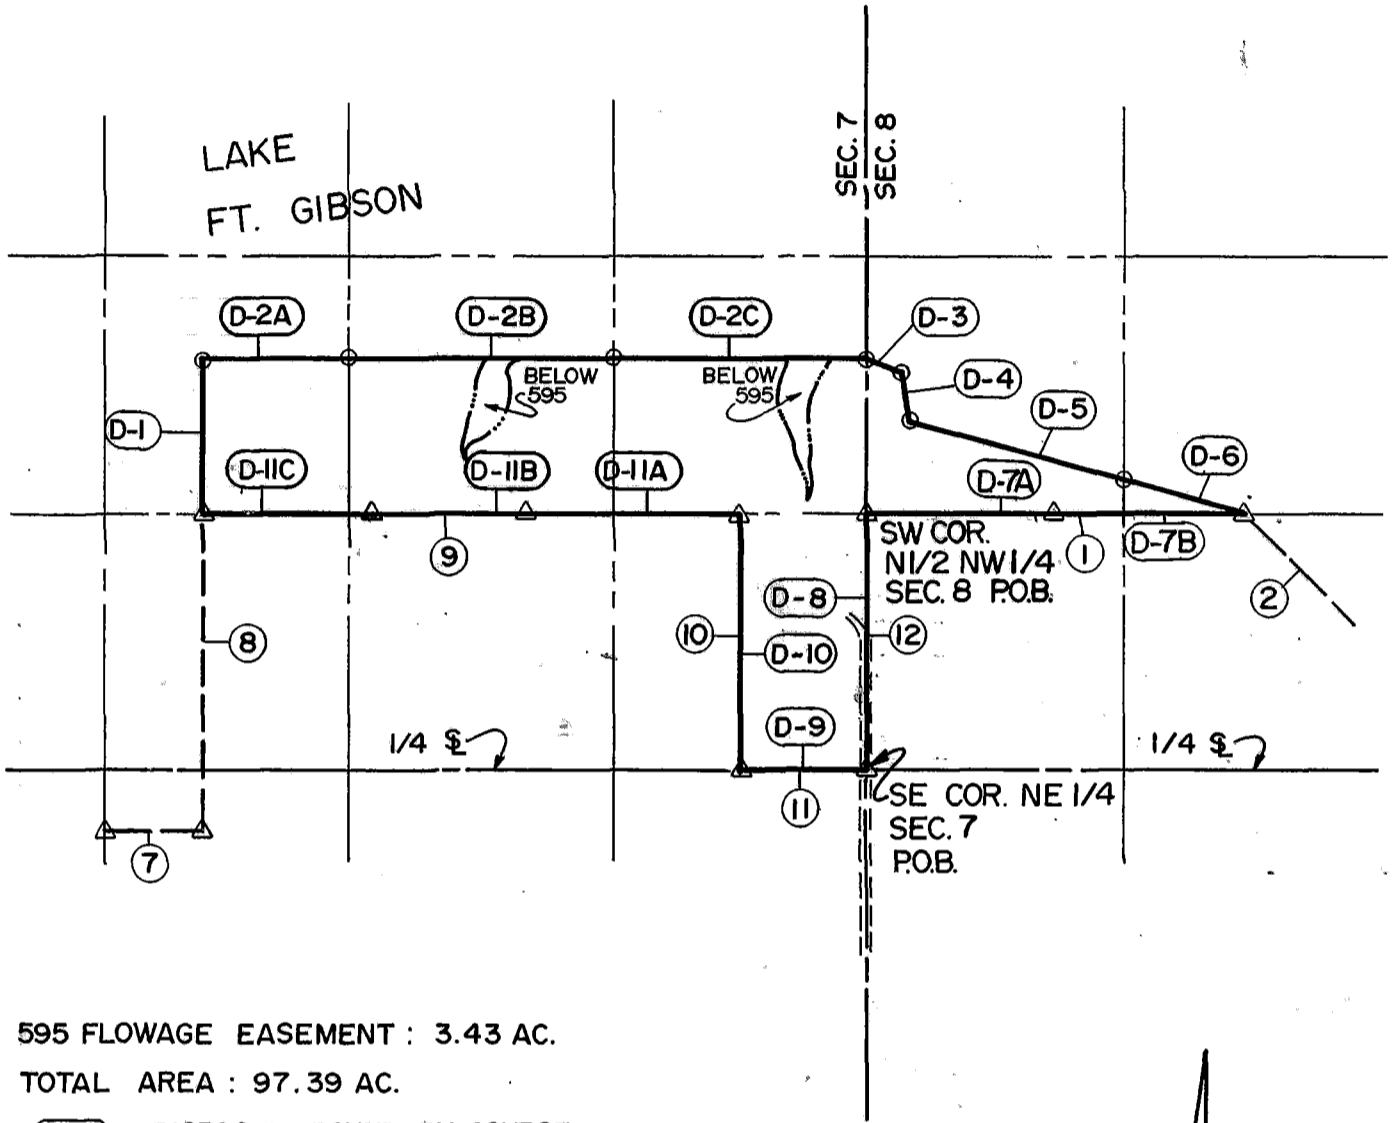 LAKE
FT. GIBSON
SEC. 7
SEC. 8
D-2A
D-2B
D-2C
D-3
D-4
D-5
D-6
BELOW
595
BELOW
595
D-1
D-11C
D-11B
D-11A
D-7A
D-7B
9
1
2
SW COR.
N1/2 NW1/4
SEC. 8 P.O.B.
D-8
8
10
12
D-10
D-9
1/4 S̵L
1/4 S̵L
11
SE COR. NE 1/4
SEC. 7
P.O.B.
7
595 FLOWAGE EASEMENT : 3.43 AC.
TOTAL AREA : 97.39 AC.